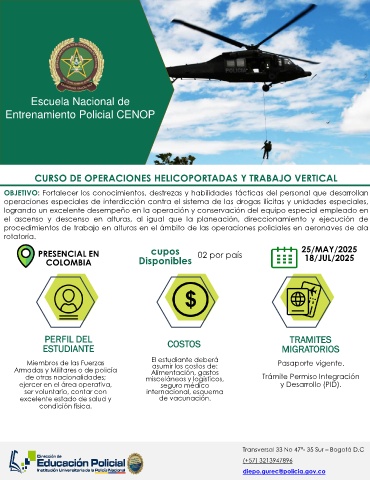 Escuela Nacional de
Entrenamiento Policial CENOP
CURSO DE OPERACIONES HELICOPORTADAS Y TRABAJO VERTICAL
OBJETIVO: Fortalecer los conocimientos, destrezas y habilidades tácticas del personal que desarrollan
operaciones especiales de interdicción contra el sistema de las drogas ilícitas y unidades especiales,
logrando un excelente desempeño en la operación y conservación del equipo especial empleado en
el ascenso y descenso en alturas, al igual que la planeación, direccionamiento y ejecución de
procedimientos de trabajo en alturas en el ámbito de las operaciones policiales en aeronaves de ala
rotatoria.
PRESENCIAL EN
COLOMBIA
cupos
Disponibles
02 por país
25/MAY/2025
18/JUL/2025
PERFIL DEL
ESTUDIANTE
Miembros de las Fuerzas
Armadas y Militares o de policía
de otras nacionalidades;
ejercer en el área operativa,
ser voluntario, contar con
excelente estado de salud y
condición física.
COSTOS
El estudiante deberá
asumir los costos de:
Alimentación, gastos
misceláneos y logísticos,
seguro médico
internacional, esquema
de vacunación.
TRAMITES
MIGRATORIOS
Pasaporte vigente.
Trámite Permiso Integración
y Desarrollo (PID).
Dirección de
Educación Policial
Institución Universitaria de la Policía Nacional
Transversal 33 No 47ª- 35 Sur – Bogotá D.C
(+57) 3213947896
diepo.gurec@policia.gov.co